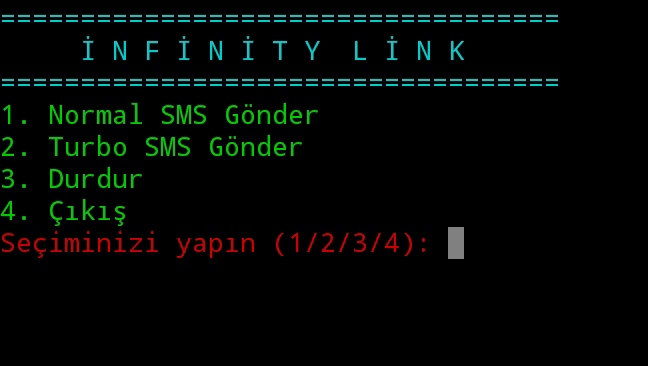 ===================================
İ N F İ N İ T Y L İ N K
===================================
1. Normal SMS Gönder
2. Turbo SMS Gönder
3. Durdur
4. Çıkış
Seçiminizi yapın (1/2/3/4):